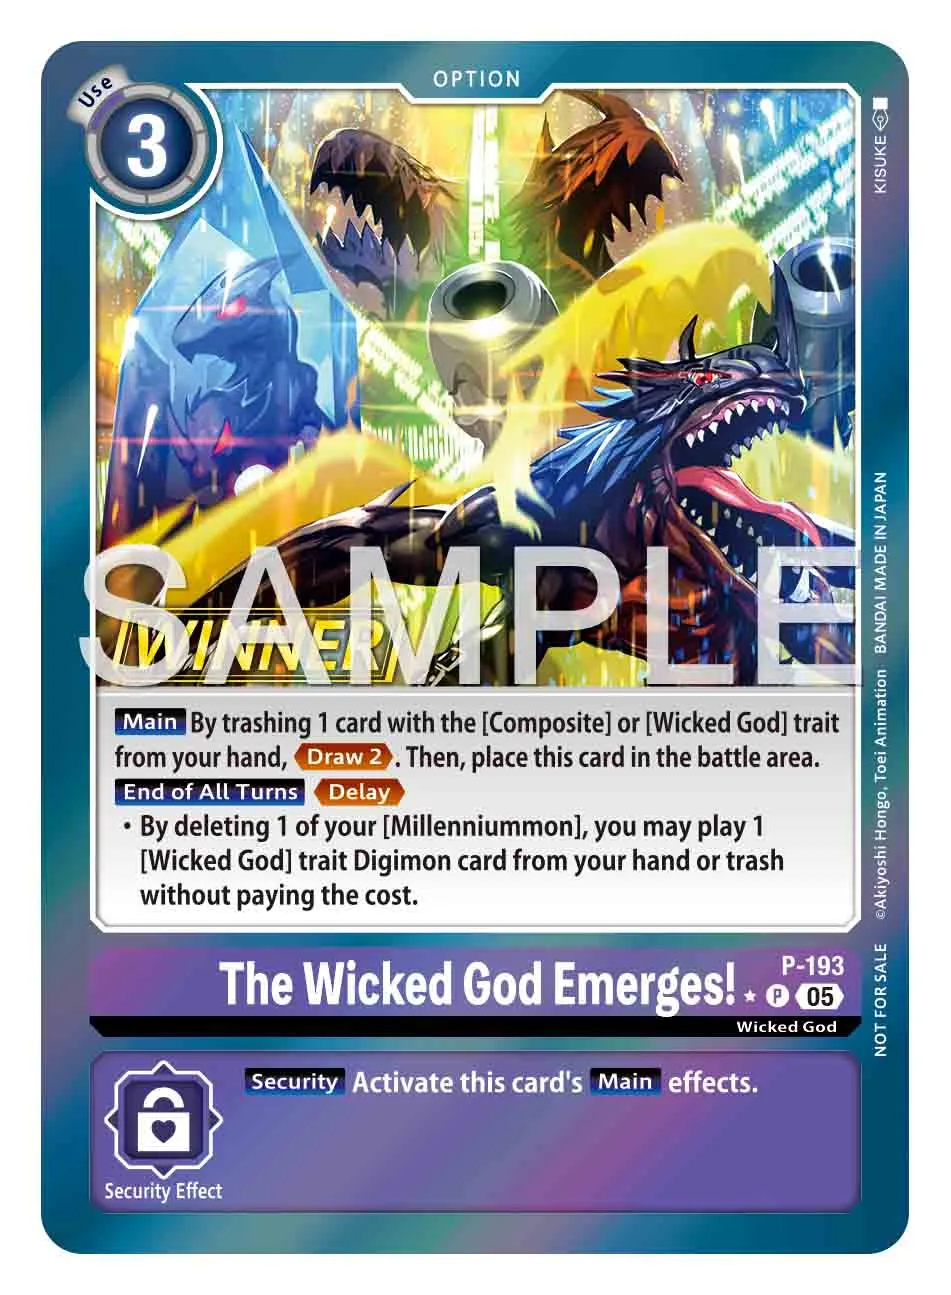 OPTION
Use
3
KISUKE
SAMPLE
WINNER
Main By trashing 1 card with the [Composite] or [Wicked God] trait
from your hand, Draw 2. Then, place this card in the battle area.
End of All Turns Delay
・By deleting 1 of your [Millenniummon], you may play 1
[Wicked God] trait Digimon card from your hand or trash
without paying the cost.
©Akiyoshi Hongo, Toei Animation BANDAI MADE IN JAPAN
NOT FOR SALE
P-193
The Wicked God Emerges! ★ P 05
Wicked God
Security Activate this card's Main effects.
Security Effect